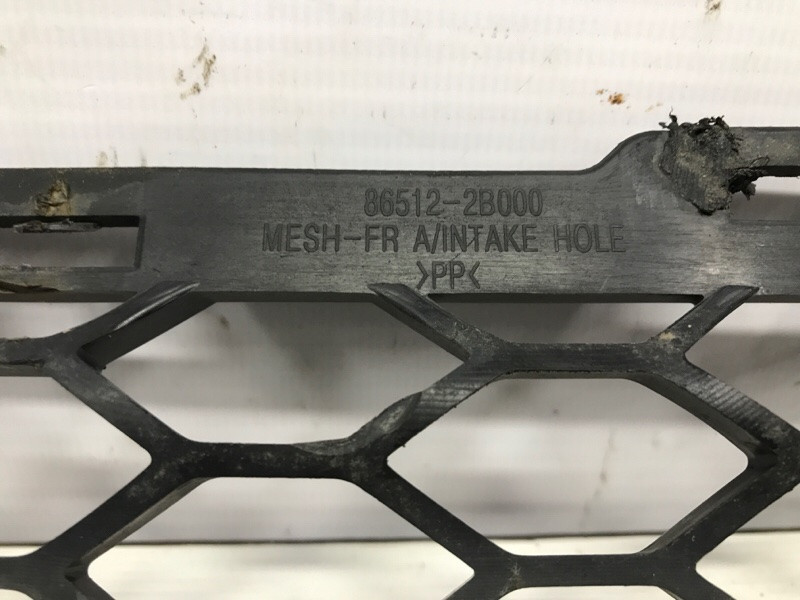 86512-2B000
MESH-FR A/INTAKE HOLE
>PP<